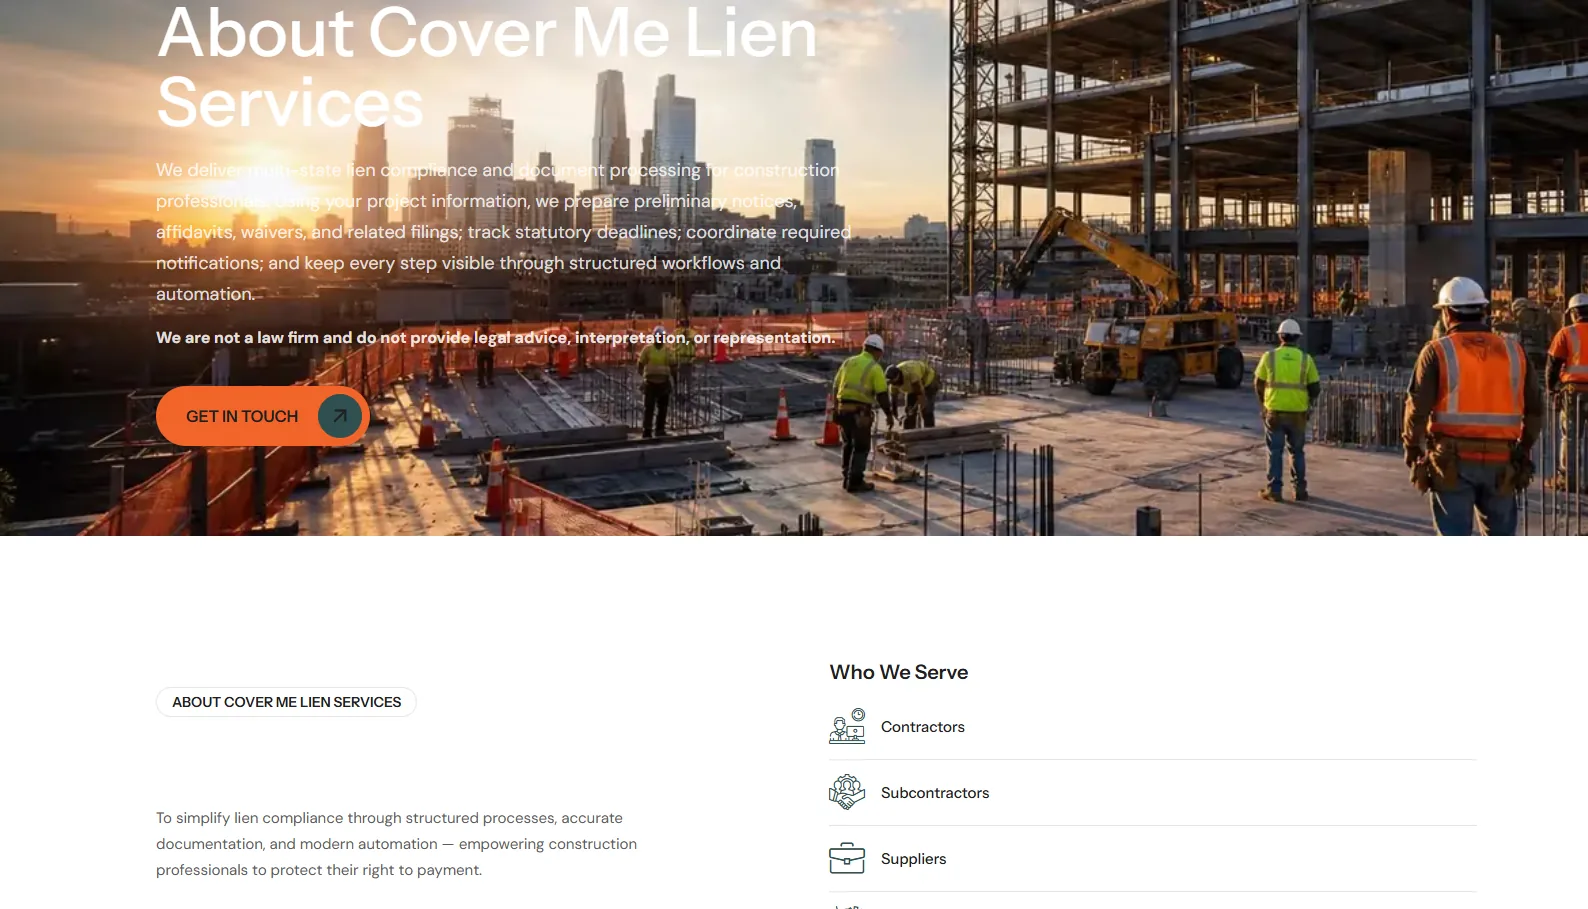 About Cover Me Lien
Services
We deliver multi-state lien compliance and document processing for construction
professionals. Using your project information, we prepare preliminary notices,
affidavits, waivers, and related filings; track statutory deadlines; coordinate required
notifications; and keep every step visible through structured workflows and
automation.
We are not a law firm and do not provide legal advice, interpretation, or representation.
GET IN TOUCH
ABOUT COVER ME LIEN SERVICES
To simplify lien compliance through structured processes, accurate
documentation, and modern automation — empowering construction
professionals to protect their right to payment.
Who We Serve
Contractors
Subcontractors
Suppliers